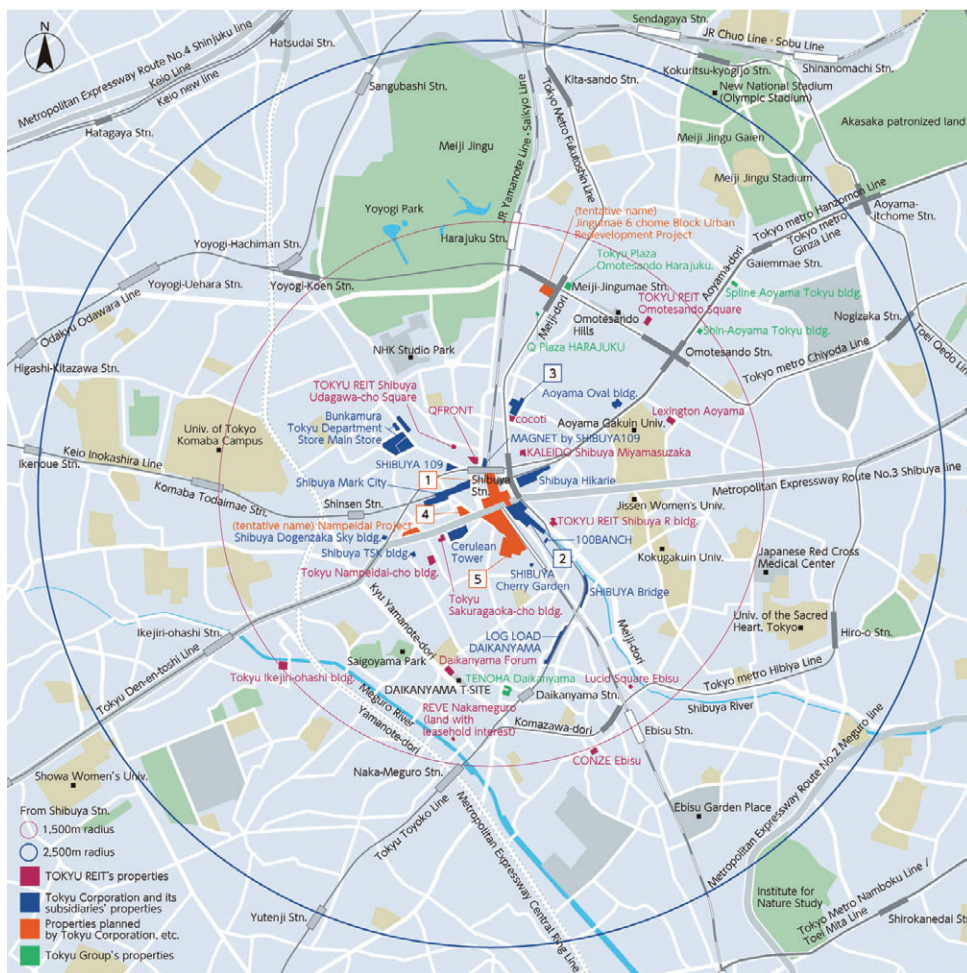 N
Sendagaya Stn.
JR Chuo Line・Sobu Line
Shinanomachi Stn.
Kokuritsu-kyogijo Stn.
New National Stadium
(Olympic Stadium)
Hatsudai Stn.
Metropolitan Expressway Route No.4 Shinjuku line
Keio Line
Keio new line
Hatagaya Stn.
Sangubashi Stn.
Kita-sando Stn.
JR Yamanote Line・Saikyo Line
Tokyo Metro Fukutoshin Line
Meiji Jingu Gaien
Akasaka patronized land
Meiji Jingu
Meiji Jingu Stadium
Yoyogi Park
Harajuku Stn.
Tokyo metro Hanzomon Line
Aoyama-
itchome Stn.
Tokyo metro
Ginza Line
Gaiemmae Stn.
Aoyama-dori
(tentative name)
Jingumae 6 chome Block Urban
Redevelopment Project
Yoyogi-Hachiman Stn.
Yoyogi-Uehara Stn.
Yoyogi-Koen Stn.
Tokyu Plaza
Omotesando Harajuku.
Meiji-Jingumae Stn.
Meiji-dori
TOKYU REIT
Omotesando Square
Spline Aoyama Tokyu bldg.
Nogizaka Stn.
Odakyu Odawara Line
Higashi-Kitazawa Stn.
Omotesando
Hills
Shin-Aoyama Tokyu bldg.
Toei Oedo Line
Q Plaza HARAJUKU
Omotesando Stn.
NHK Studio Park
Tokyo metro Chiyoda Line
3
TOKYU REIT Shibuya
Udagawa-cho Square
Aoyama Oval bldg.
QFRONT
Bunkamura
Tokyu Department
Store Main Store
cocoti
Aoyama Gakuin Univ.
Lexington Aoyama
Univ. of Tokyo
Komaba Campus
MAGNET by SHIBUYA109
KALEIDO Shibuya Miyamasuzaka
Keio Inokashira Line
Ikenoue Stn.
SHIBUYA 109
1
Shibuya
Stn.
Shibuya Hikarie
Metropolitan Expressway Route No.3 Shibuya line
Komaba Todaimae Stn.
Shibuya Mark City
Shinsen Stn.
Jissen Women's Univ.
4
(tentative name) Nampeidai Project
Shibuya Dogenzaka Sky bldg.
TOKYU REIT Shibuya R bldg.
100BANCH
Shibuya TSK bldg.
Cerulean
Tower
2
Kokugakuin Univ.
Japanese Red Cross
Medical Center
Tokyu Nampeidai-cho bldg.
5
SHIBUYA
Cherry Garden
Tokyu
Sakuragaoka-cho bldg.
SHIBUYA Bridge
Kyu Yamanote-dori
Meiji-dori
Univ. of the Sacred
Heart, Tokyo
Hiro-o Stn.
Ikejiri-ohashi Stn.
LOG LOAD
DAIKANYAMA
Tokyu Den-en-toshi Line
Saigoyama Park
Daikanyama Forum
Tokyo metro Hibiya Line
Tokyu Ikejiri-ohashi bldg.
TENOHA Daikanyama
Lucid Square Ebisu
DAIKANYAMA T-SITE
Daikanyama Stn.
Shibuya River
Meguro River
Yamanote-dori
REVE Nakameguro
(land with
leasehold interest)
Komazawa-dori
Ebisu Stn.
Metropolitan Expressway Route No.2 Meguro line
CONZE Ebisu
Showa Women's Univ.
Naka-Meguro Stn.
Ebisu Garden Place
Tokyu Toyoko Line
Metropolitan Expressway Central Ring Line
From Shibuya Stn.
1,500m radius
2,500m radius
TOKYU REIT's properties
Tokyu Corporation and its
subsidiaries' properties
Properties planned
by Tokyu Corporation, etc.
Tokyu Group's properties
Yutenji Stn.
Institute for
Nature Study
Tokyo Metro Namboku Line /
Toei Mita Line
Shirokanedai Stn.